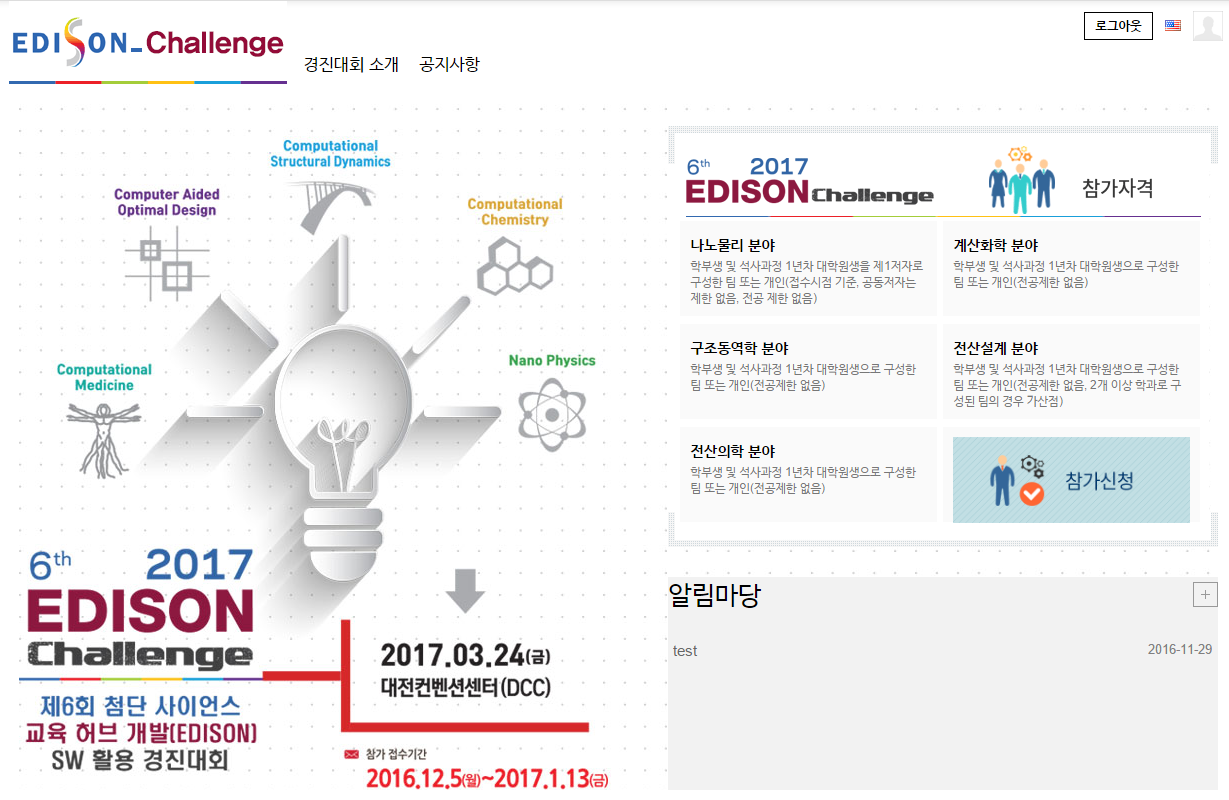 EDISON-Challenge
경진대회 소개
공지사항
로그아웃
Computational
Structural Dynamics
Computer Aided
Optimal Design
Computational
Chemistry
Computational
Medicine
Nano Physics
6th 2017
EDISON
Challenge
제6회 첨단 사이언스
교육 허브 개발(EDISON)
SW 활용 경진대회
2017.03.24(금)
대전컨벤션센터(DCC)
참가 접수기간
2016.12.5(월)~2017.1.13(금)
6th 2017
EDISON Challenge
참가자격
나노물리 분야
학부생 및 석사과정 1년차 대학원생을 제1저자로
구성한 팀 또는 개인(접수시점 기준, 공동저자는
제한 없음, 전공 제한 없음)
계산화학 분야
학부생 및 석사과정 1년차 대학원생으로 구성한
팀 또는 개인(전공제한 없음)
구조동역학 분야
학부생 및 석사과정 1년차 대학원생으로 구성한
팀 또는 개인(전공제한 없음)
전산설계 분야
학부생 및 석사과정 1년차 대학원생으로 구성한
팀 또는 개인(전공제한 없음, 2개 이상 학과로 구
성된 팀의 경우 가산점)
전산의학 분야
학부생 및 석사과정 1년차 대학원생으로 구성한
팀 또는 개인(전공제한 없음)
참가신청
알림마당
+
test 2016-11-29